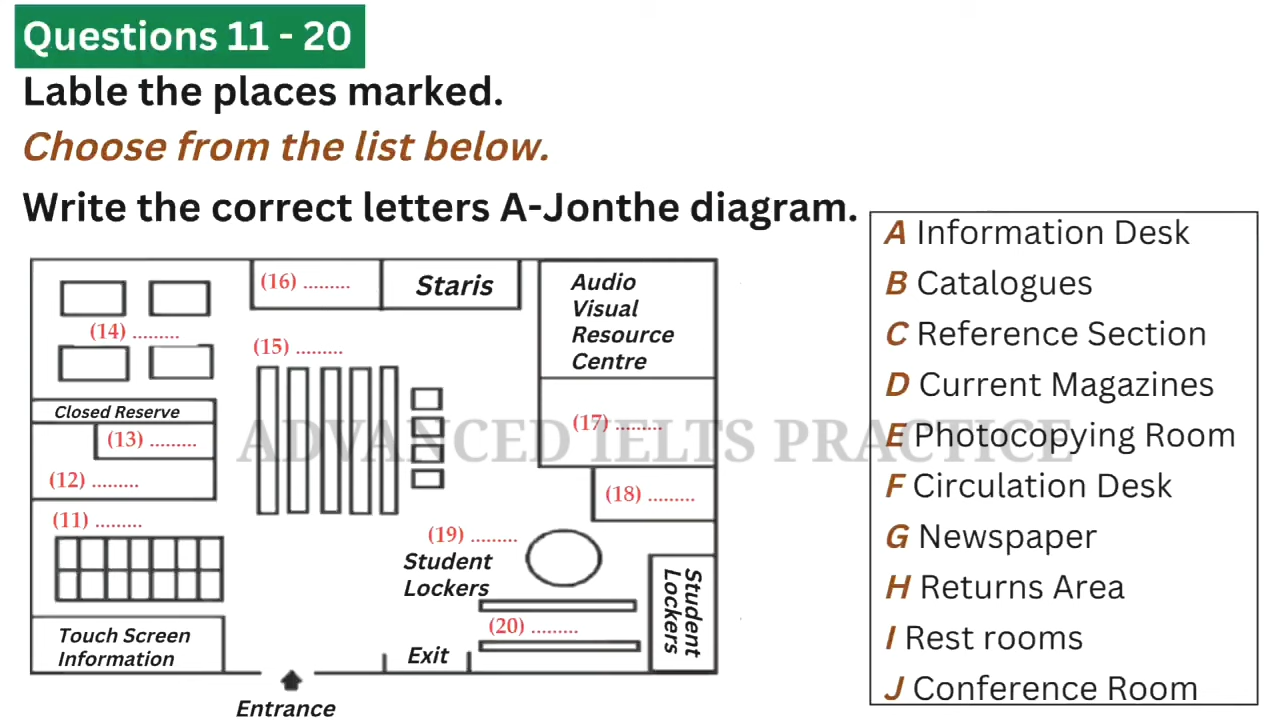 Questions 11 - 20
Lable the places marked.
Choose from the list below.
Write the correct letters A-Jonthe diagram.
A Information Desk
B Catalogues
C Reference Section
D Current Magazines
E Photocopying Room
F Circulation Desk
G Newspaper
H Returns Area
I Rest rooms
J Conference Room
(16) .........
Staris
Audio
Visual
Resource
Centre
(14) .........
(15) .........
Closed Reserve
(13) .........
(17) .........
ADVANCED IELTS PRACTICE
(12) .........
(18) .........
(11) .........
(19) .........
Student
Lockers
Student
Lockers
(20) .........
Touch Screen
Information
Exit
Entrance